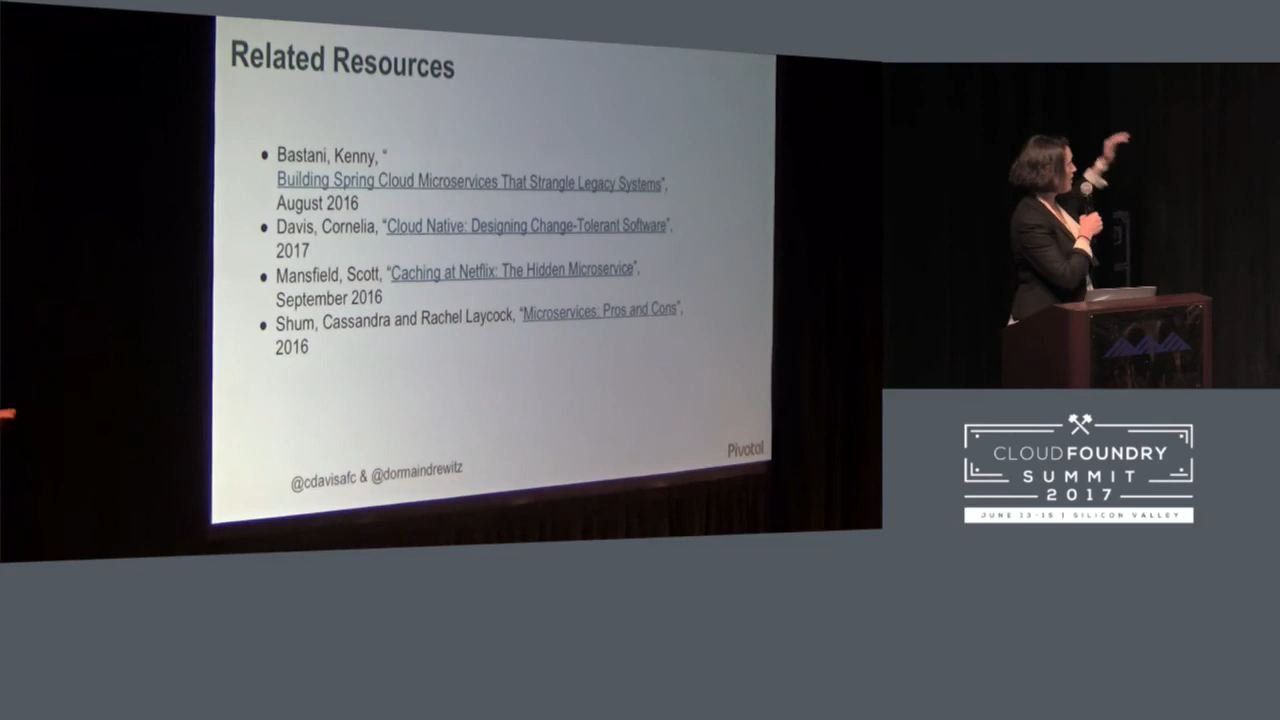 Related Resources
● Bastani, Kenny, “
Building Spring Cloud Microservices That Strangle Legacy Systems”,
August 2016
● Davis, Cornelia, “Cloud Native: Designing Change-Tolerant Software”,
2017
● Mansfield, Scott, “Caching at Netflix: The Hidden Microservice”,
September 2016
● Shum, Cassandra and Rachel Laycock, “Microservices: Pros and Cons”,
2016
Pivotal
@cdavisafc & @dormaindrewitz
CLOUD FOUNDRY
SUMMIT
2017
JUNE 13-15 | SILICON VALLEY